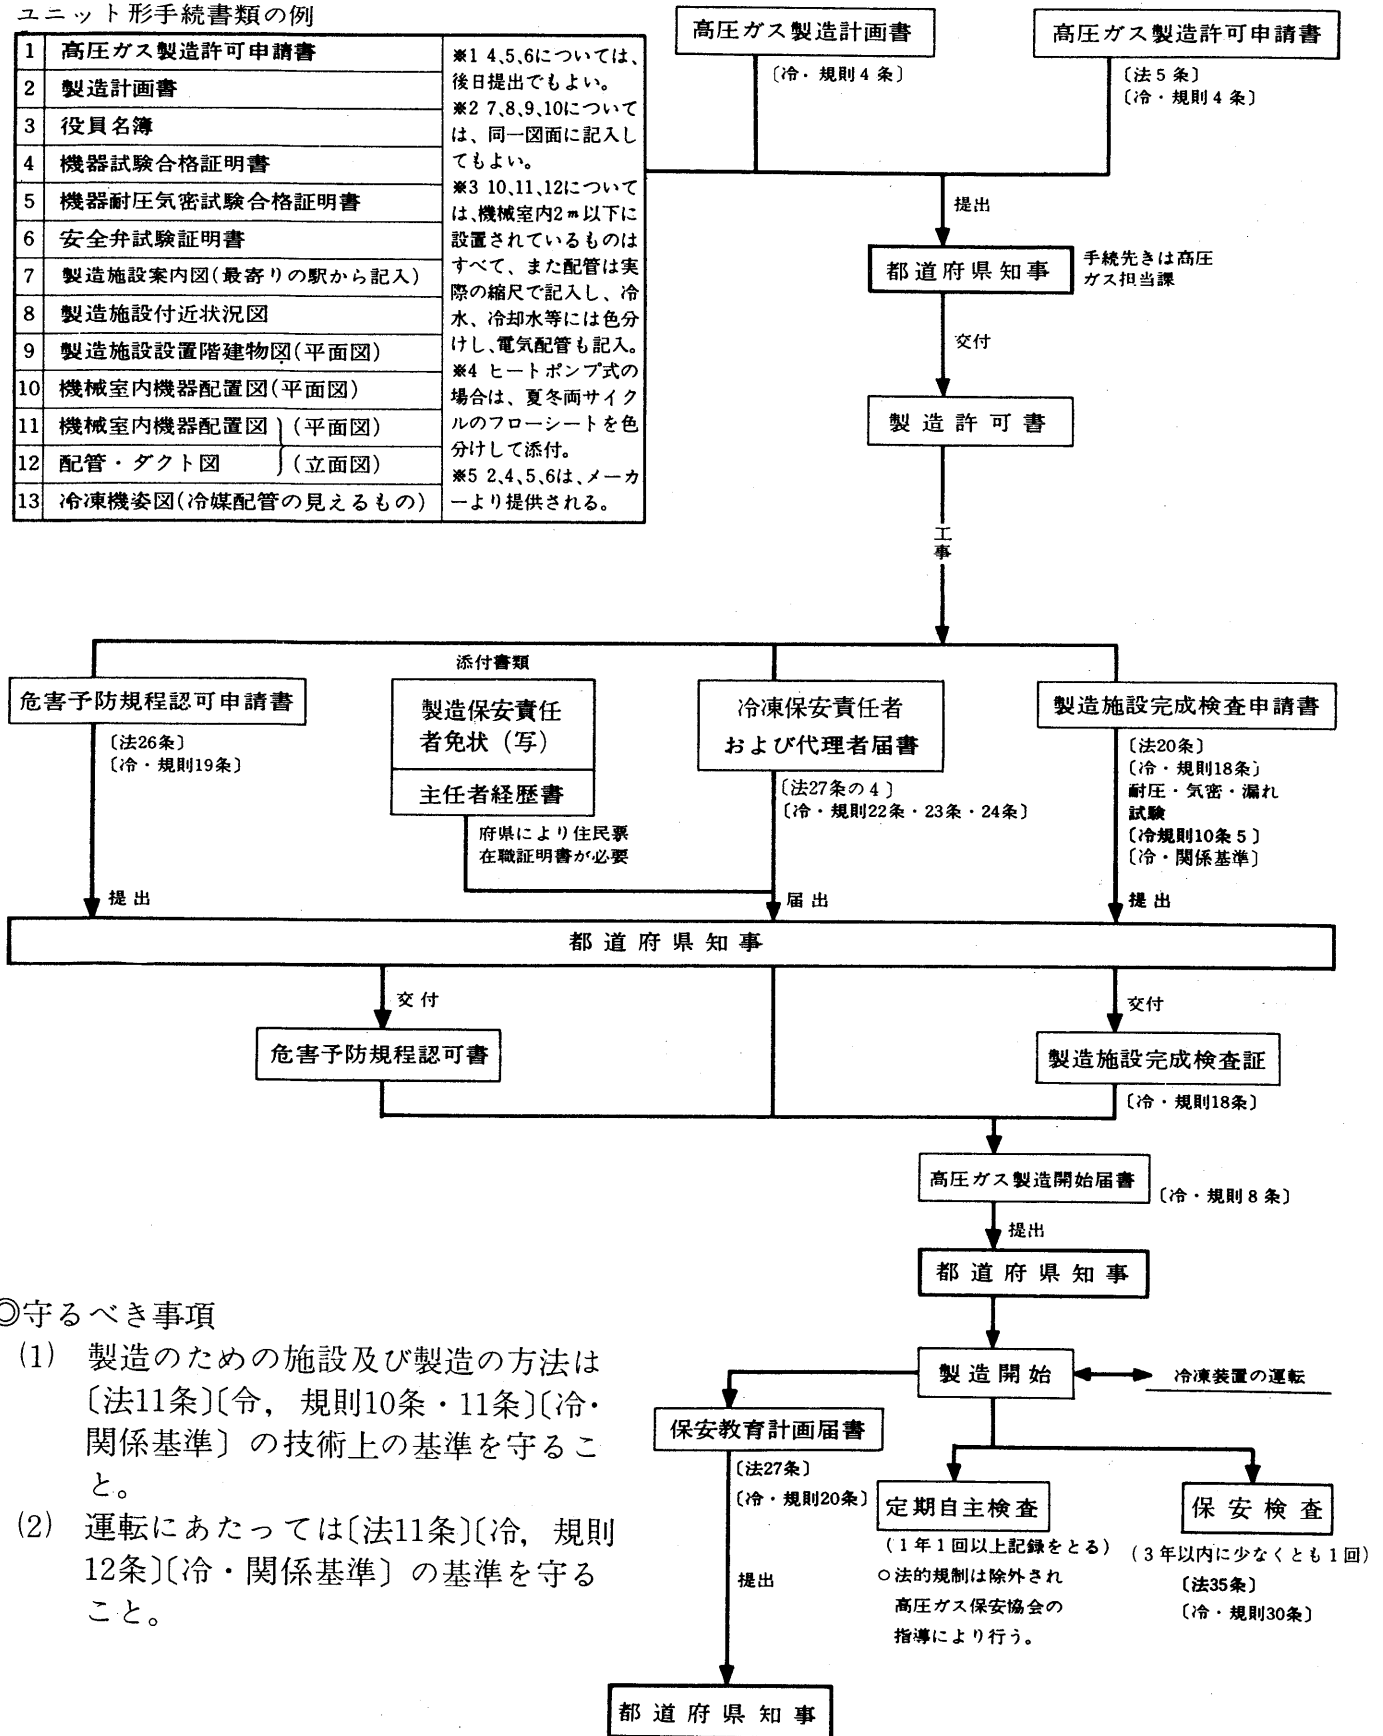 ユニット形手続書類の例
1 高圧ガス製造許可申請書
2 製造計画書
3 役員名簿
4 機器試験合格証明書
5 機器耐圧気密試験合格証明書
6 安全弁試験証明書
7 製造施設案内図(最寄りの駅から記入)
8 製造施設付近状況図
9 製造施設設置階建物図(平面図)
10 機械室内機器配置図(平面図)
11 機械室内機器配置図 (平面図)
12 配管・ダクト図 (立面図)
13 冷凍機姿図(冷媒配管の見えるもの)
※1 4,5,6については、
後日提出でもよい。
※2 7,8,9,10について
は、同一図面に記入し
てもよい。
※3 10,11,12について
は、機械室内2m以下に
設置されているものは
すべて、また配管は実
際の縮尺で記入し、冷
水、冷却水等には色分
けし、電気配管も記入。
※4 ヒートポンプ式の
場合は、夏冬両サイク
ルのフローシートを色
分けして添付。
※5 2,4,5,6は、メーカ
ーより提供される。
高圧ガス製造計画書
〔冷・規則4条〕
高圧ガス製造許可申請書
〔法5条〕
〔冷・規則4条〕
提出
都道府県知事
手続先きは高圧
ガス担当課
交付
製造許可書
工事
危害予防規程認可申請書
〔法26条〕
〔冷・規則19条〕
添付書類
製造保安責任
者免状(写)
主任者経歴書
府県により住民票
在職証明書が必要
冷凍保安責任者
および代理者届書
〔法27条の4〕
〔冷・規則22条・23条・24条〕
製造施設完成検査申請書
〔法20条〕
〔冷・規則18条〕
耐圧・気密・漏れ
試験
〔冷規則10条5〕
〔冷・関係基準〕
提出
届出
提出
都道府県知事
交付
交付
危害予防規程認可書
製造施設完成検査証
〔冷・規則18条〕
高圧ガス製造開始届書
〔冷・規則8条〕
提出
都道府県知事
製造開始
冷凍装置の運転
保安教育計画届書
〔法27条〕
〔冷・規則20条〕
提出
都道府県知事
定期自主検査
(1年1回以上記録をとる)
○法的規制は除外され
高圧ガス保安協会の
指導により行う。
保安検査
(3年以内に少なくとも1回)
〔法35条〕
〔冷・規則30条〕
◎守るべき事項
(1) 製造のための施設及び製造の方法は
〔法11条〕〔令,規則10条・11条〕〔冷・
関係基準〕の技術上の基準を守るこ
と。
(2) 運転にあたっては〔法11条〕〔冷,規則
12条〕〔冷・関係基準〕の基準を守る
こと。